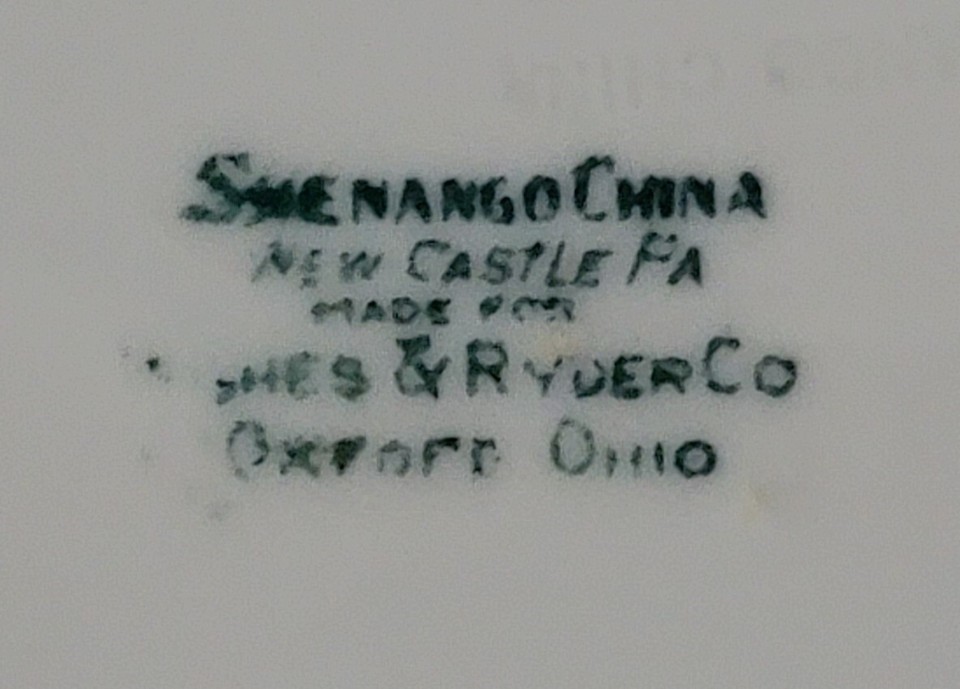 SHENANGO CHINA
NEW CASTLE PA
MADE FOR
& RYDER CO
OXFORD OHIO